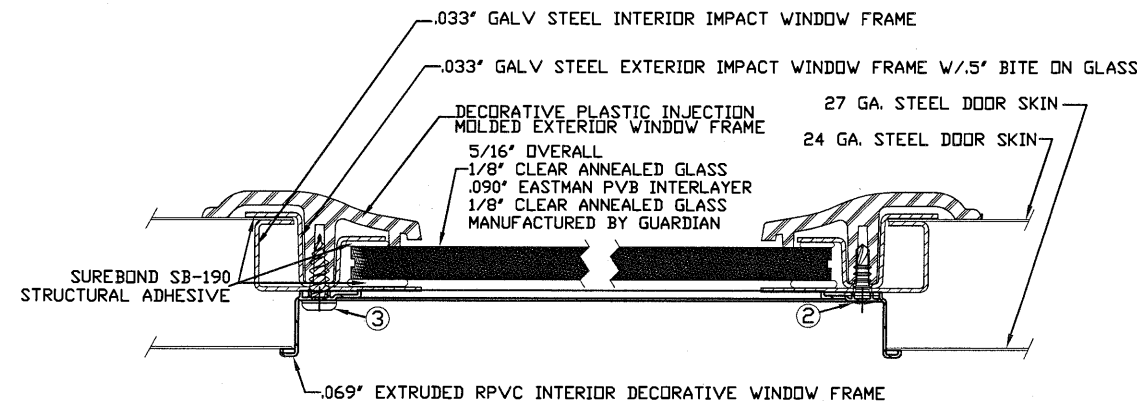 .033" GALV STEEL INTERIOR IMPACT WINDOW FRAME
.033" GALV STEEL EXTERIOR IMPACT WINDOW FRAME W/.5" BITE ON GLASS
DECORATIVE PLASTIC INJECTION
MOLDED EXTERIOR WINDOW FRAME
27 GA. STEEL DOOR SKIN
24 GA. STEEL DOOR SKIN
5/16" OVERALL
1/8" CLEAR ANNEALED GLASS
.090" EASTMAN PVB INTERLAYER
1/8" CLEAR ANNEALED GLASS
MANUFACTURED BY GUARDIAN
SUREBOND SB-190
STRUCTURAL ADHESIVE
3
2
.069" EXTRUDED RPVC INTERIOR DECORATIVE WINDOW FRAME